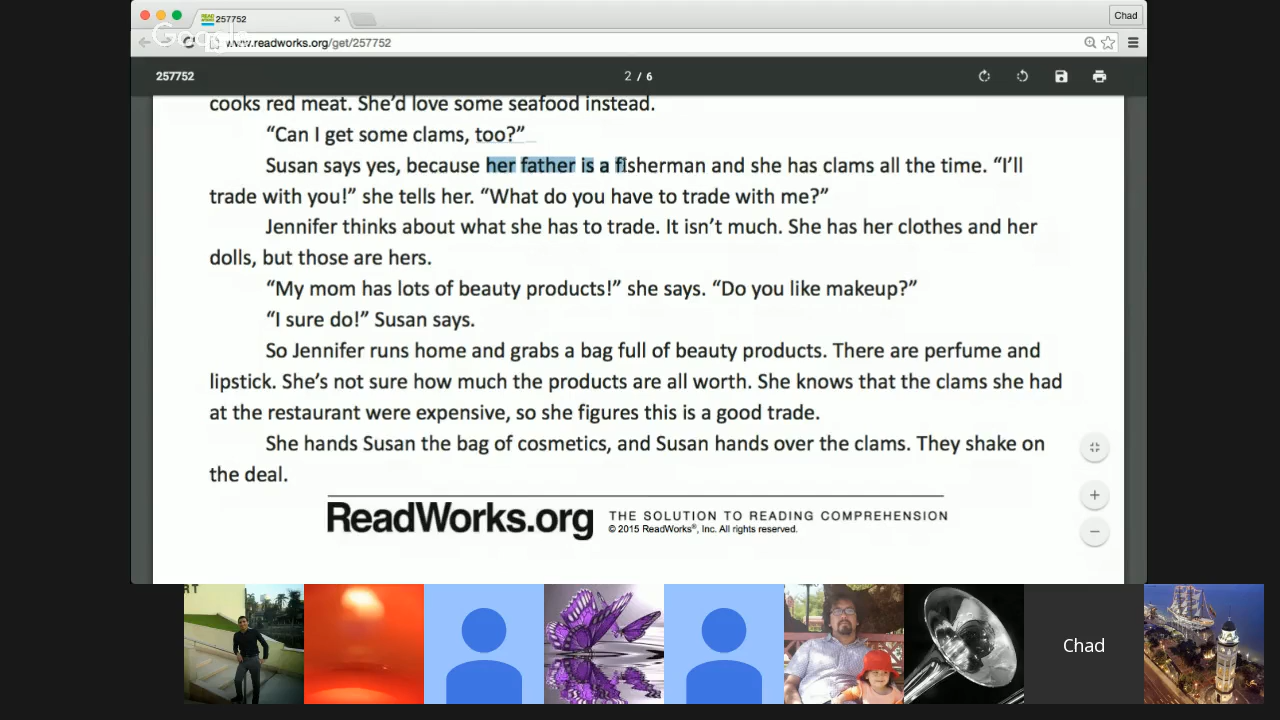 257752
Chad
Google
www.readworks.org/get/257752
257752
2 / 6
cooks red meat. She'd love some seafood instead.
“Can I get some clams, too?”
Susan says yes, because her father is a fisherman and she has clams all the time. “I'll
trade with you!” she tells her. “What do you have to trade with me?”
Jennifer thinks about what she has to trade. It isn't much. She has her clothes and her
dolls, but those are hers.
“My mom has lots of beauty products!” she says. “Do you like makeup?”
“I sure do!” Susan says.
So Jennifer runs home and grabs a bag full of beauty products. There are perfume and
lipstick. She's not sure how much the products are all worth. She knows that the clams she had
at the restaurant were expensive, so she figures this is a good trade.
She hands Susan the bag of cosmetics, and Susan hands over the clams. They shake on
the deal.
ReadWorks.org
THE SOLUTION TO READING COMPREHENSION
© 2015 ReadWorks®, Inc. All rights reserved.
RT
Chad